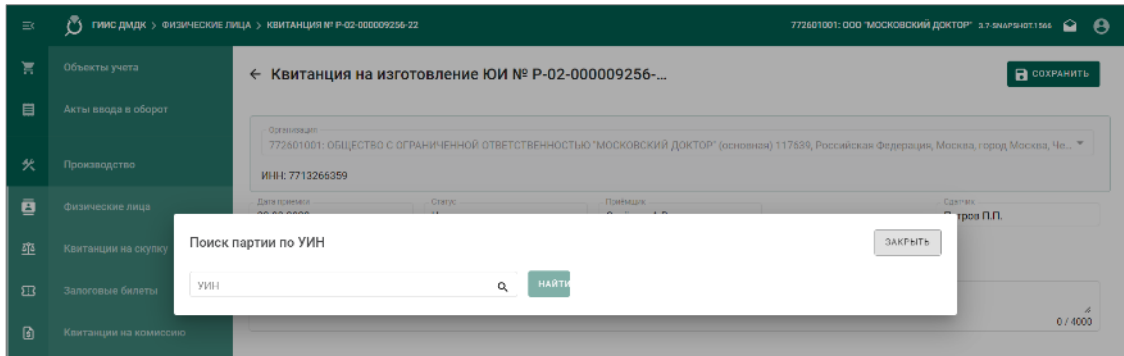 ГИИС ДМДК > ФИЗИЧЕСКИЕ ЛИЦА > КВИТАНЦИЯ № Р-02-000009256-22
772601001: ООО "МОСКОВСКИЙ ДОКТОР" 3.7-SNAPSHOT.1566
Объекты учета
← Квитанция на изготовление ЮИ № Р-02-000009256-...
СОХРАНИТЬ
Акты ввода в оборот
Организация
772601001: ОБЩЕСТВО С ОГРАНИЧЕННОЙ ОТВЕТСТВЕННОСТЬЮ "МОСКОВСКИЙ ДОКТОР" (основная) 117639, Российская Федерация, Москва, город Москва, Че...
Производство
ИНН: 7713266359
Физические лица
Дата приемки
Статус
Приёмщик
Сдатчик
П.П.
Поиск партии по УИН
ЗАКРЫТЬ
Квитанции на скупку
УИН
НАЙТИ
Залоговые билеты
0 / 4000
Квитанции на комиссию